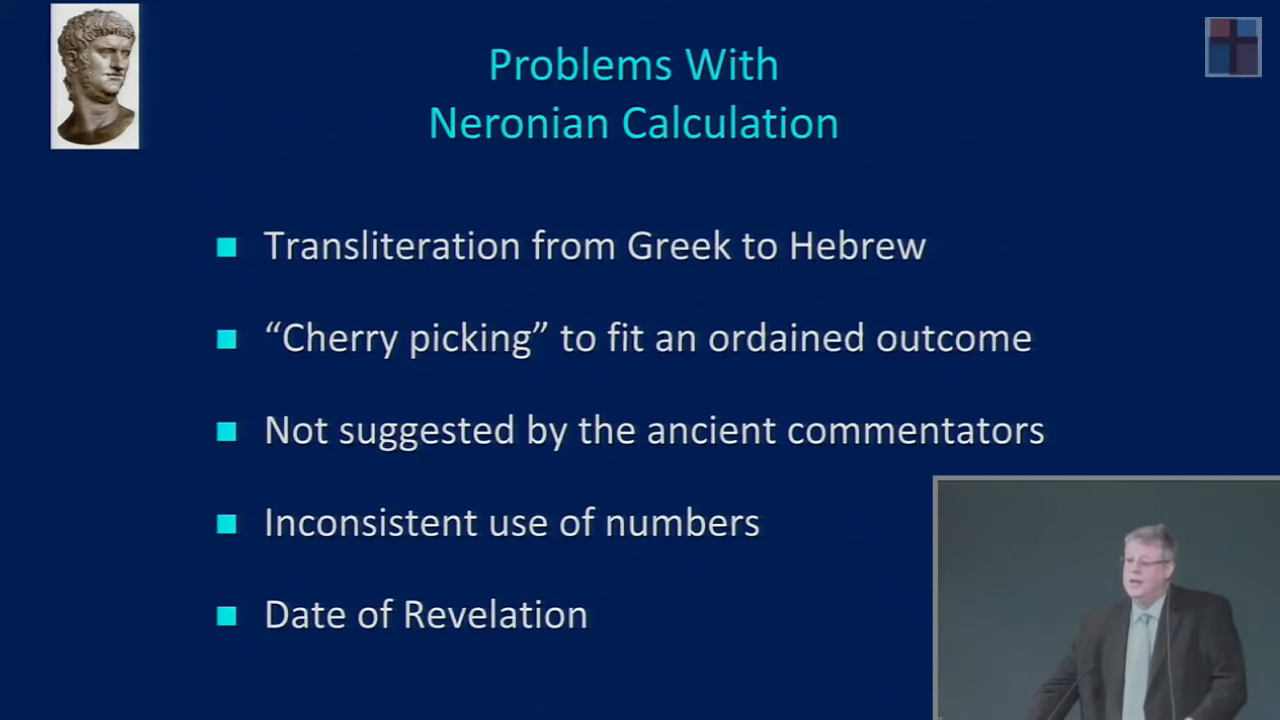 Problems With
Neronian Calculation
Transliteration from Greek to Hebrew
“Cherry picking” to fit an ordained outcome
Not suggested by the ancient commentators
Inconsistent use of numbers
Date of Revelation